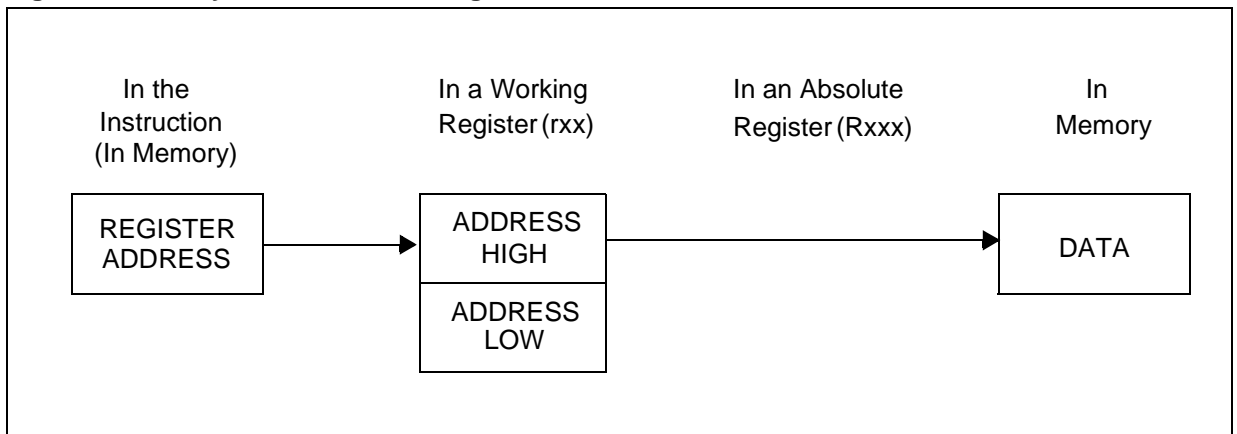 In the
Instruction
(In Memory)
In a Working
Register (rxx)
In an Absolute
Register (Rxxx)
In
Memory
REGISTER
ADDRESS
ADDRESS
HIGH
ADDRESS
LOW
DATA